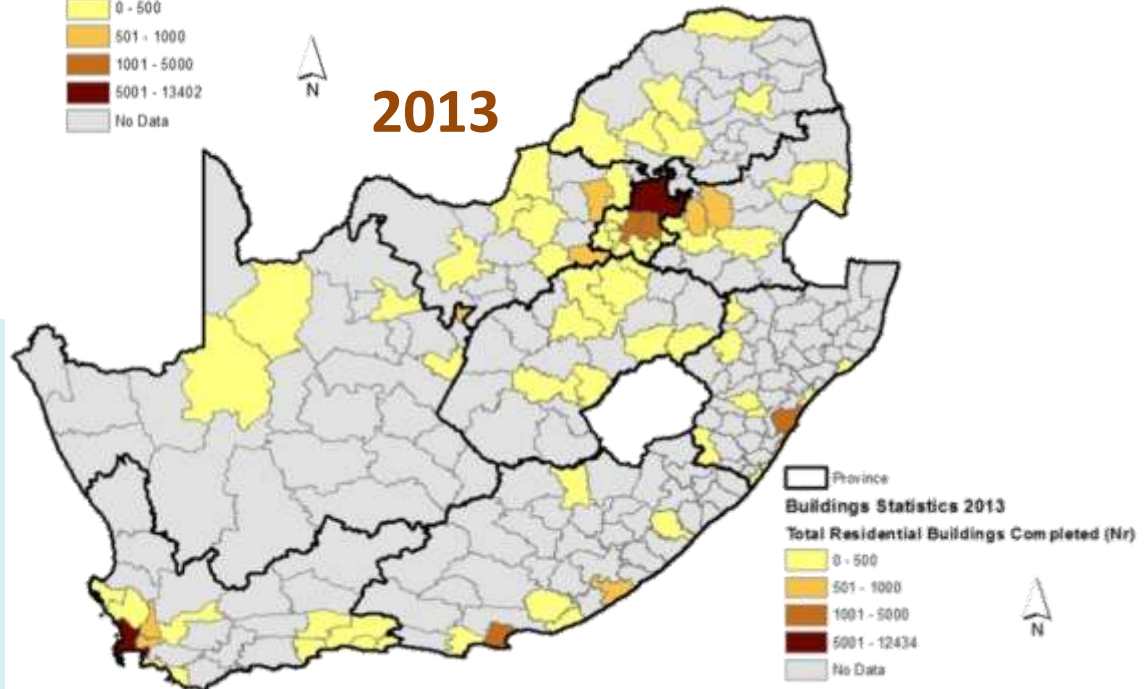 0 - 500
501 - 1000
1001 - 5000
5001 - 13402
No Data
N
2013
Province
Buildings Statistics 2013
Total Residential Buildings Completed (Nr)
0 - 500
501 - 1000
1001 - 5000
5001 - 12434
No Data
N